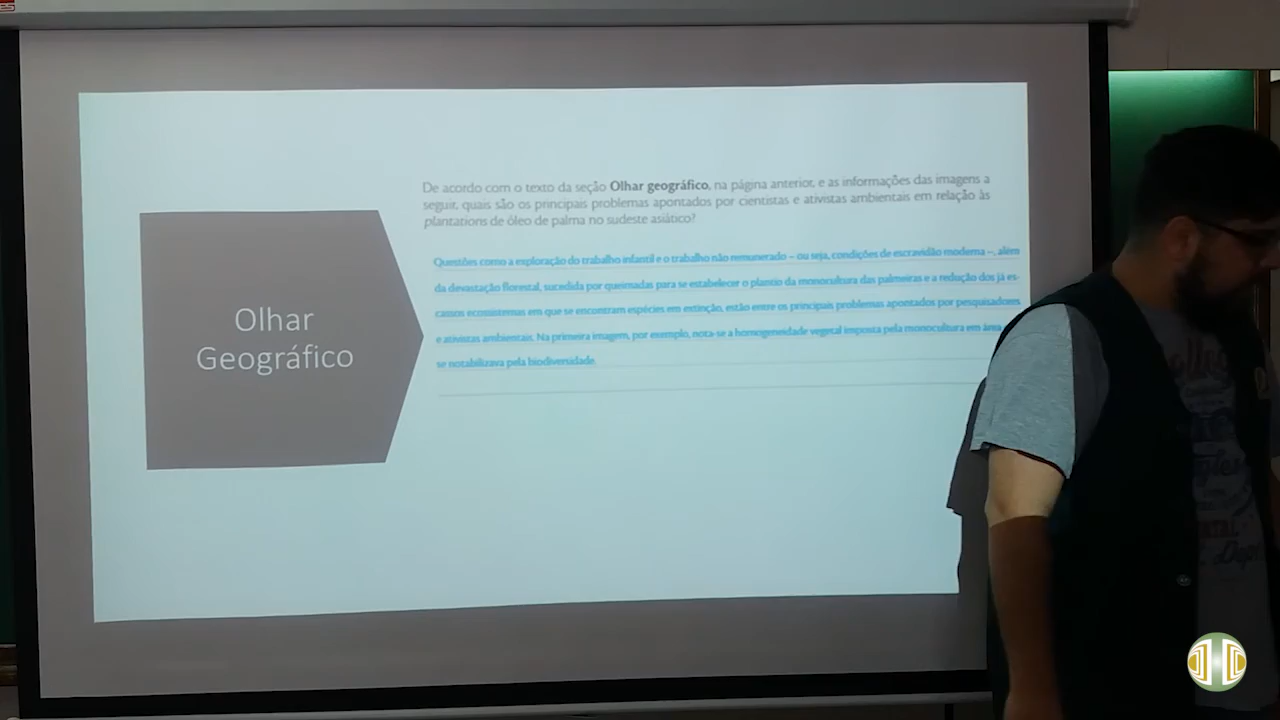 Olhar
Geográfico
De acordo com o texto da seção Olhar geográfico, na página anterior, e as informações das imagens a
seguir, quais são os principais problemas apontados por cientistas e ativistas ambientais em relação às
plantations de óleo de palma no sudeste asiático?
Questões como a exploração do trabalho infantil e o trabalho não remunerado – ou seja, condições de escravidão moderna –, além
da devastação florestal, sucedida por queimadas para se estabelecer o plantio da monocultura das palmeiras e a redução dos já es-
cassos ecossistemas em que se encontram espécies em extinção, estão entre os principais problemas apontados por pesquisadores
e ativistas ambientais. Na primeira imagem, por exemplo, nota-se a homogeneidade vegetal imposta pela monocultura em
se notabilizava pela biodiversidade.